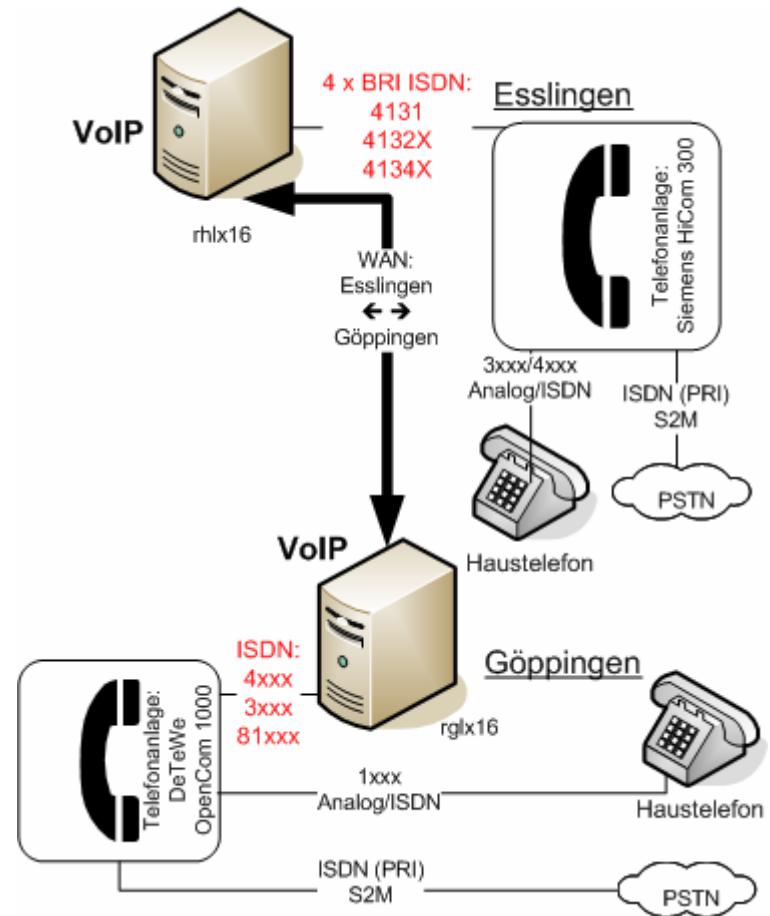 4 x BRI ISDN:
4131
4132X
4134X
Esslingen
VoIP
rhlx16
Telefonanlage:
Siemens HiCom 300
WAN:
Esslingen
← →
Göppingen
3xxx/4xxx
Analog/ISDN
ISDN (PRI)
S2M
PSTN
Haustelefon
VoIP
ISDN:
4xxx
3xxx
81xxx
Göppingen
rglx16
Telefonanlage:
DeTeWe
OpenCom 1000
1xxx
Analog/ISDN
Haustelefon
ISDN (PRI)
S2M
PSTN